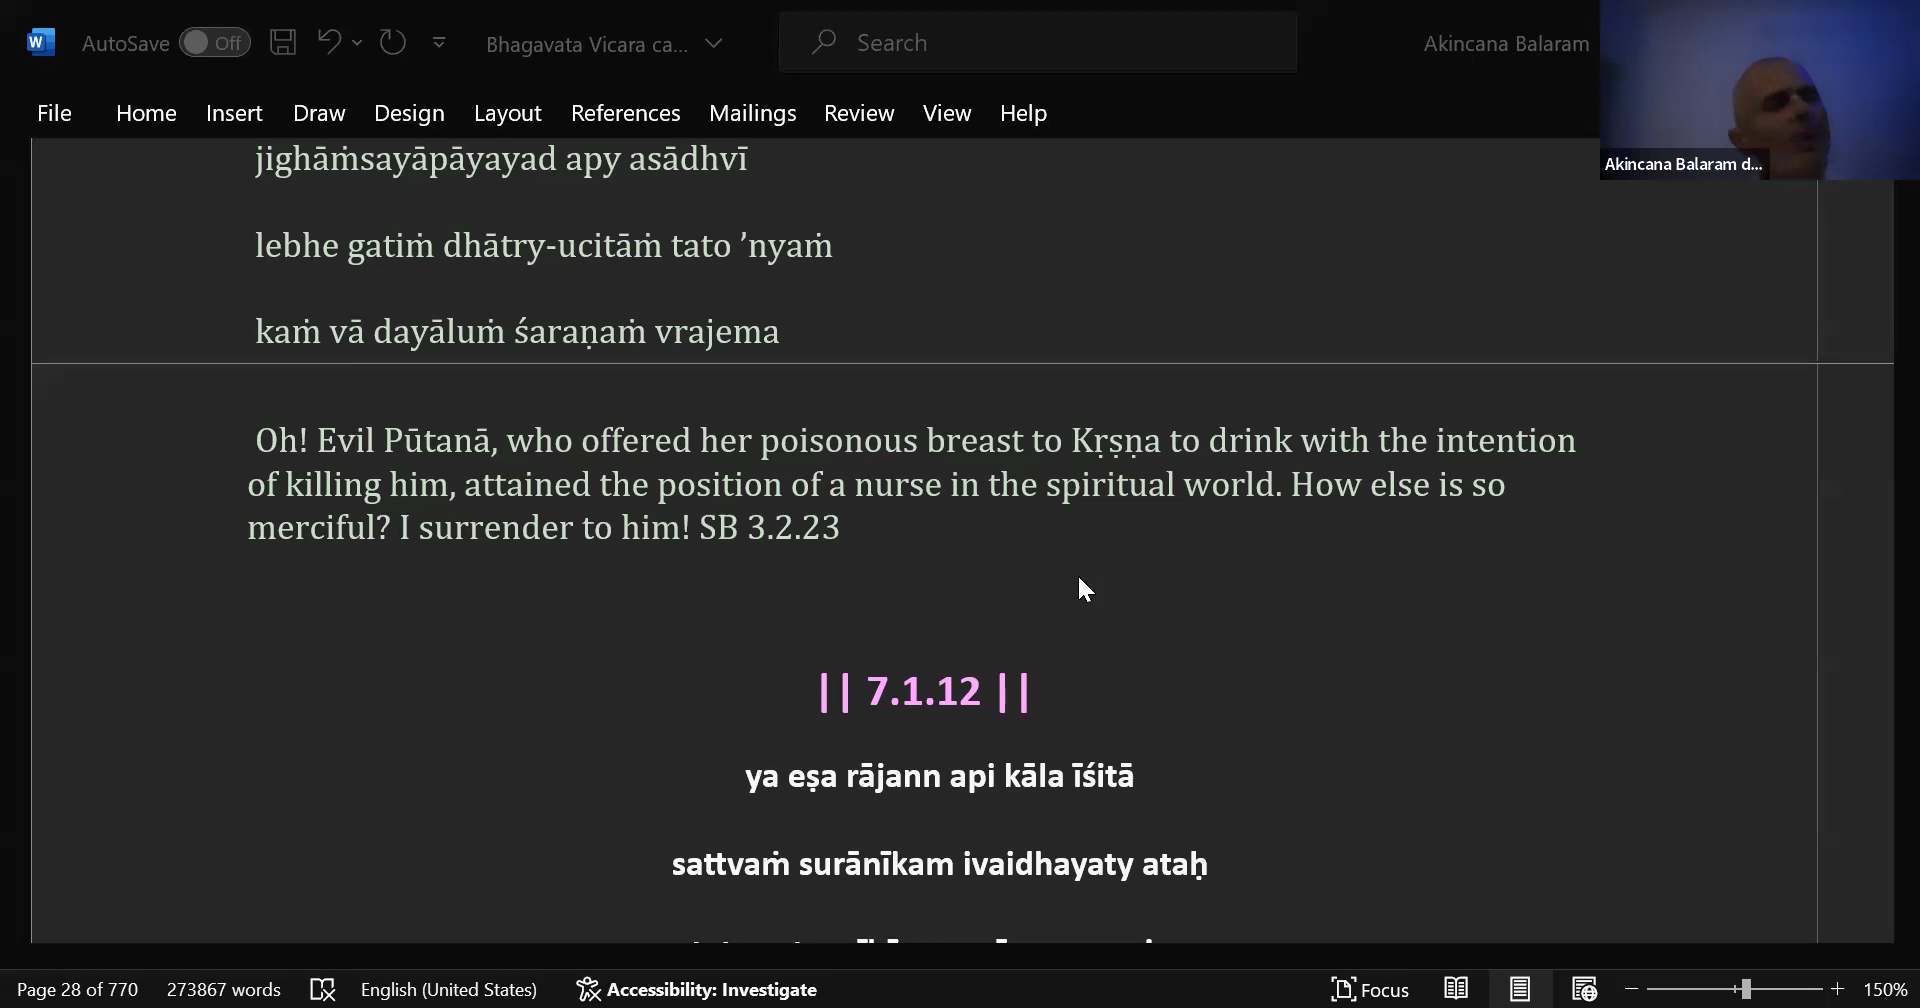 AutoSave Off Bhagavata Vicara ca... Search Akincana Balaram
File Home Insert Draw Design Layout References Mailings Review View Help
Akincana Balaram d...
jighāṁsayāpāyayad apy asādhvī
lebhe gatiṁ dhātry-ucitāṁ tato ’nyaṁ
kaṁ vā dayāluṁ śaraṇaṁ vrajema
Oh! Evil Pūtanā, who offered her poisonous breast to Kṛṣṇa to drink with the intention
of killing him, attained the position of a nurse in the spiritual world. How else is so
merciful? I surrender to him! SB 3.2.23
|| 7.1.12 ||
ya eṣa rājann api kāla īśitā
sattvaṁ surānīkam ivaidhayaty ataḥ
Page 28 of 770 273867 words English (United States) Accessibility: Investigate Focus 150%